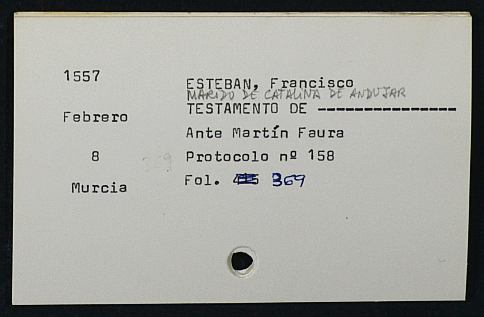 1557
ESTEBAN, Francisco
MARIDO DE CATALINA DE ANDUJAR
Febrero
TESTAMENTO DE ----------------
Ante Martín Faura
8
369
Protocolo nº 158
Murcia
Fol. 369